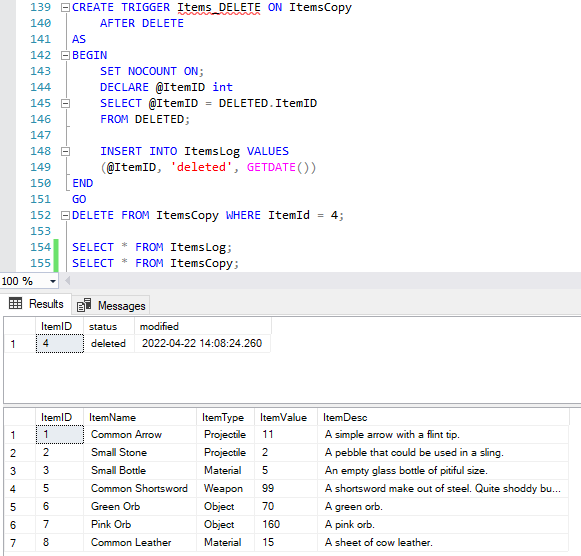 139 CREATE TRIGGER Items_DELETE ON ItemsCopy
140 AFTER DELETE
141 AS
142 BEGIN
143 SET NOCOUNT ON;
144 DECLARE @ItemID int
145 SELECT @ItemID = DELETED.ItemID
146 FROM DELETED;
147
148 INSERT INTO ItemsLog VALUES
149 (@ItemID, 'deleted', GETDATE())
150 END
151 GO
152 DELETE FROM ItemsCopy WHERE ItemId = 4;
153
154 SELECT * FROM ItemsLog;
155 SELECT * FROM ItemsCopy;
100 %
Results Messages
ItemID status modified
1 4 deleted 2022-04-22 14:08:24.260
ItemID ItemName ItemType ItemValue ItemDesc
1 1 Common Arrow Projectile 11 A simple arrow with a flint tip.
2 2 Small Stone Projectile 2 A pebble that could be used in a sling.
3 3 Small Bottle Material 5 An empty glass bottle of pitiful size.
4 5 Common Shortsword Weapon 99 A shortsword make out of steel. Quite shoddy bu...
5 6 Green Orb Object 70 A green orb.
6 7 Pink Orb Object 160 A pink orb.
7 8 Common Leather Material 15 A sheet of cow leather.